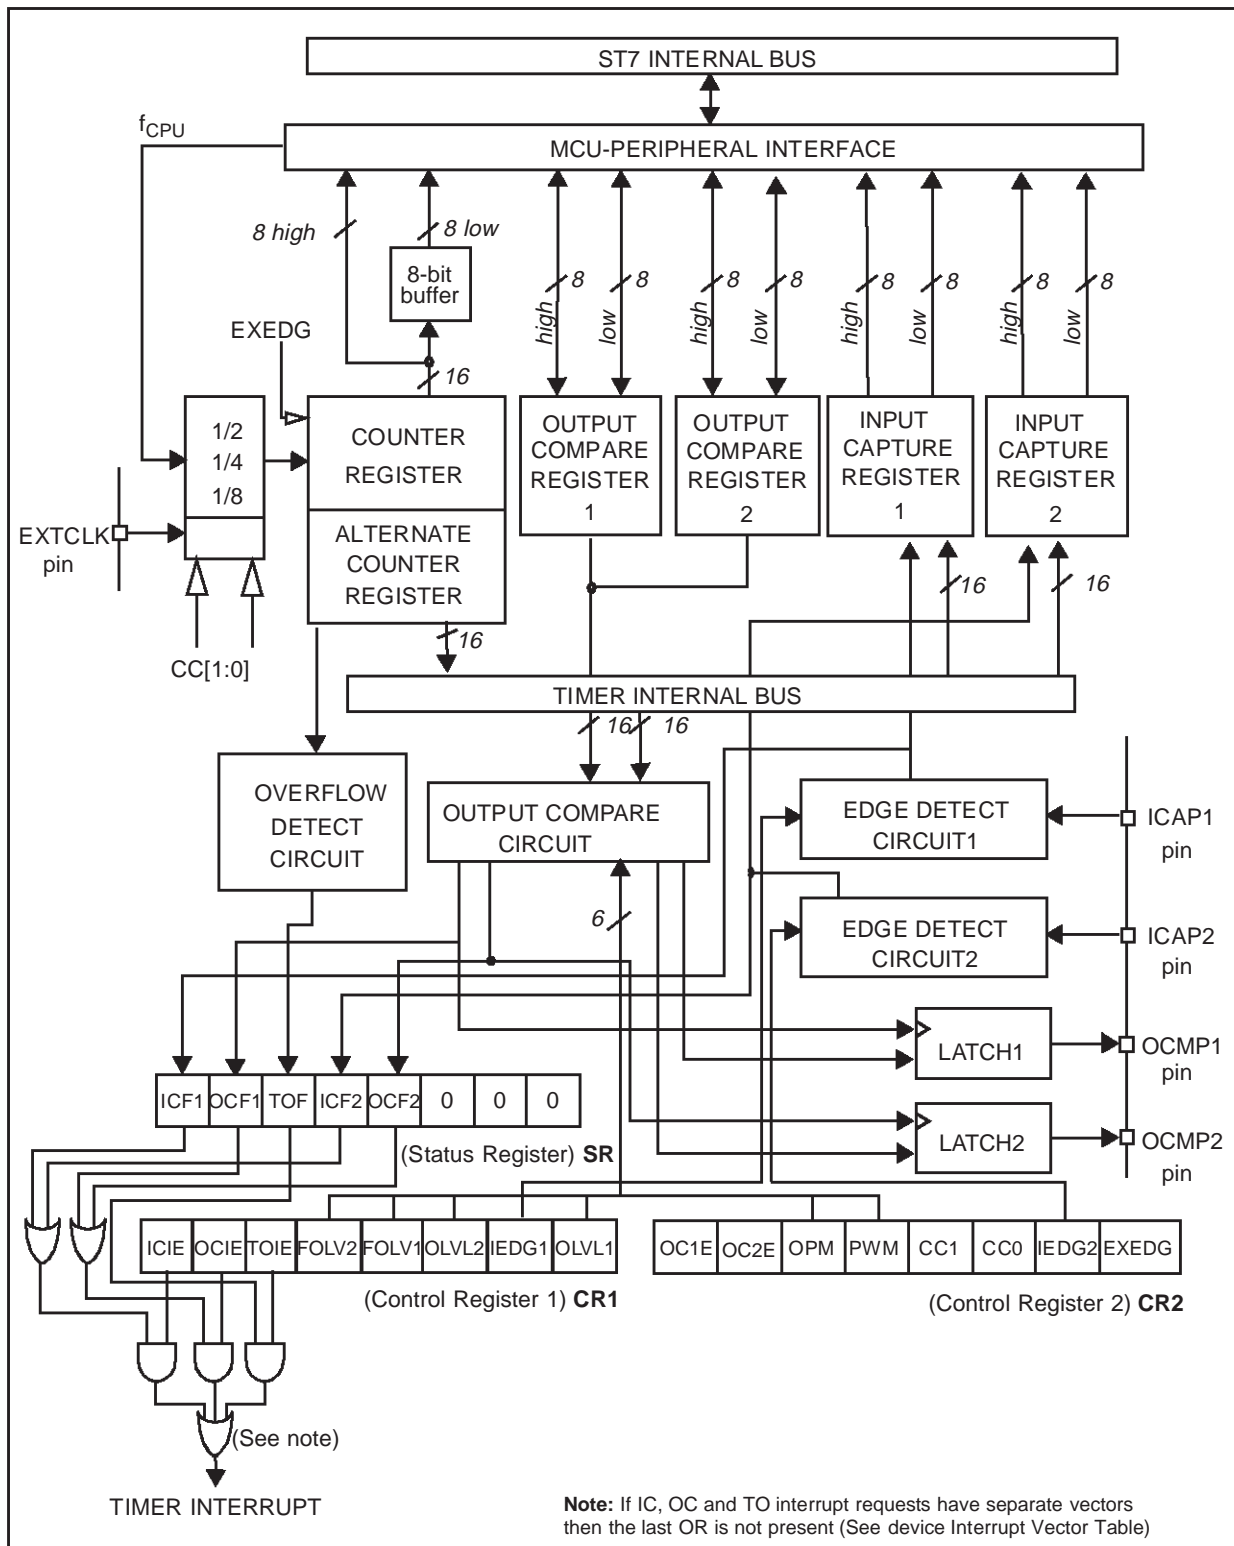 ST7 INTERNAL BUS
fCPU
MCU-PERIPHERAL INTERFACE
8 high
8 low
8-bit
buffer
EXEDG
16
high
8
low
8
high
8
low
8
high
8
low
8
high
8
low
8
1/2
1/4
1/8
COUNTER
REGISTER
ALTERNATE
COUNTER
REGISTER
OUTPUT
COMPARE
REGISTER
1
OUTPUT
COMPARE
REGISTER
2
INPUT
CAPTURE
REGISTER
1
INPUT
CAPTURE
REGISTER
2
EXTCLK
pin
CC[1:0]
16
16
16
TIMER INTERNAL BUS
16
16
OVERFLOW
DETECT
CIRCUIT
OUTPUT COMPARE
CIRCUIT
6
EDGE DETECT
CIRCUIT1
ICAP1
pin
EDGE DETECT
CIRCUIT2
ICAP2
pin
LATCH1
OCMP1
pin
LATCH2
OCMP2
pin
ICF1 OCF1 TOF ICF2 OCF2 0 0 0
(Status Register) SR
ICIE OCIE TOIE FOLV2 FOLV1 OLVL2 IEDG1 OLVL1
(Control Register 1) CR1
OC1E OC2E OPM PWM CC1 CC0 IEDG2 EXEDG
(Control Register 2) CR2
(See note)
TIMER INTERRUPT
Note: If IC, OC and TO interrupt requests have separate vectors
then the last OR is not present (See device Interrupt Vector Table)